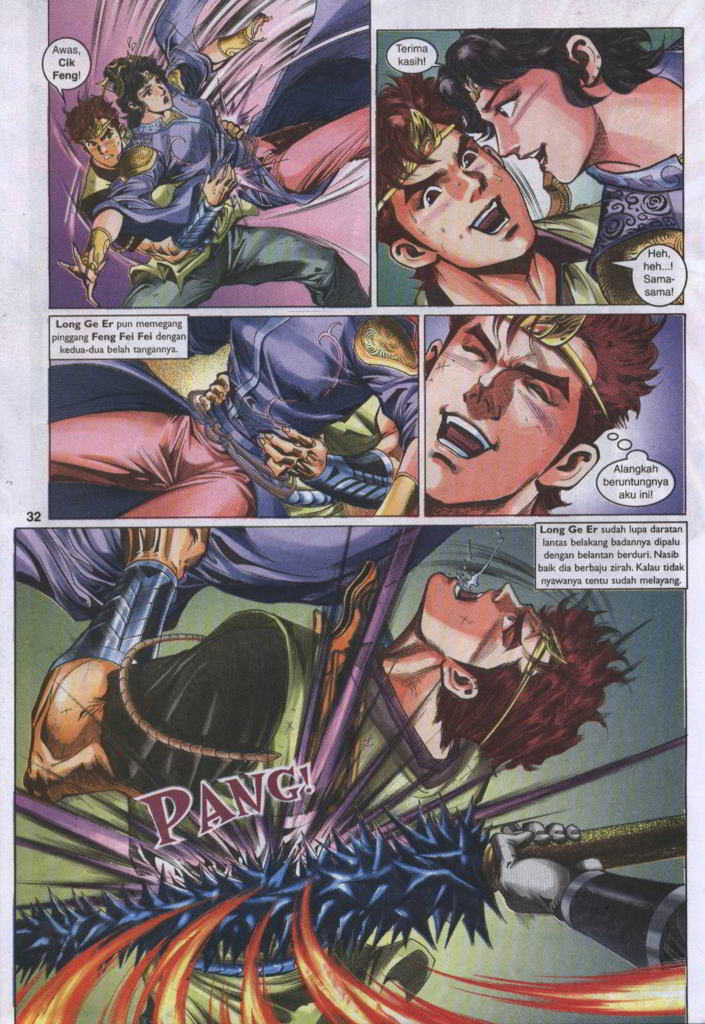 Awas,
Cik
Feng!
Terima
kasih!
Heh,
heh...!
Sama-
sama!
Long Ge Er pun memegang
pinggang Feng Fei Fei dengan
kedua-dua belah tangannya.
Alangkah
beruntungnya
aku ini!
32
Long Ge Er sudah lupa daratan
lantas belakang badannya dipalu
dengan belantan berduri. Nasib
baik dia berbaju zirah. Kalau tidak
nyawanya tentu sudah melayang.
PANG!